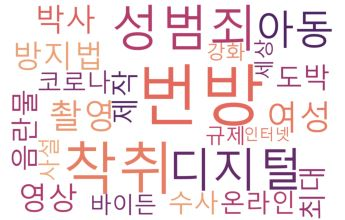 박사
성범죄
아동
방지법
강화
세상
코로나
제작
번방
도박
음란물
촬영
여성
사설
착취
디지털
규제
인터넷
영상
바이든
수사
온라인
최대